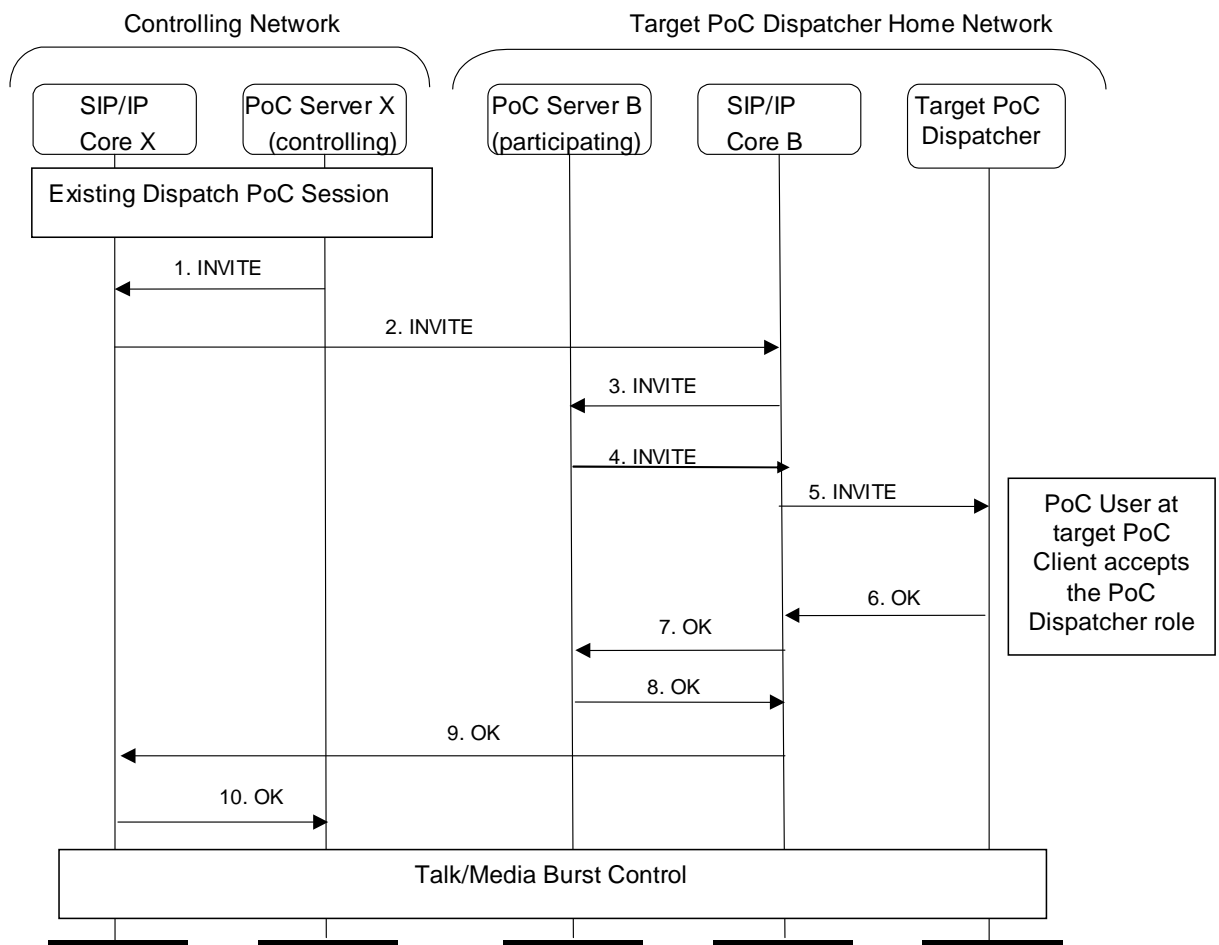 Controlling Network
Target PoC Dispatcher Home Network
SIP/IP
Core X
PoC Server X
(controlling)
PoC Server B
(participating)
SIP/IP
Core B
Target PoC
Dispatcher
Existing Dispatch PoC Session
1. INVITE
2. INVITE
3. INVITE
4. INVITE
5. INVITE
PoC User at
target PoC
Client accepts
the PoC
Dispatcher role
6. OK
7. OK
8. OK
9. OK
10. OK
Talk/Media Burst Control